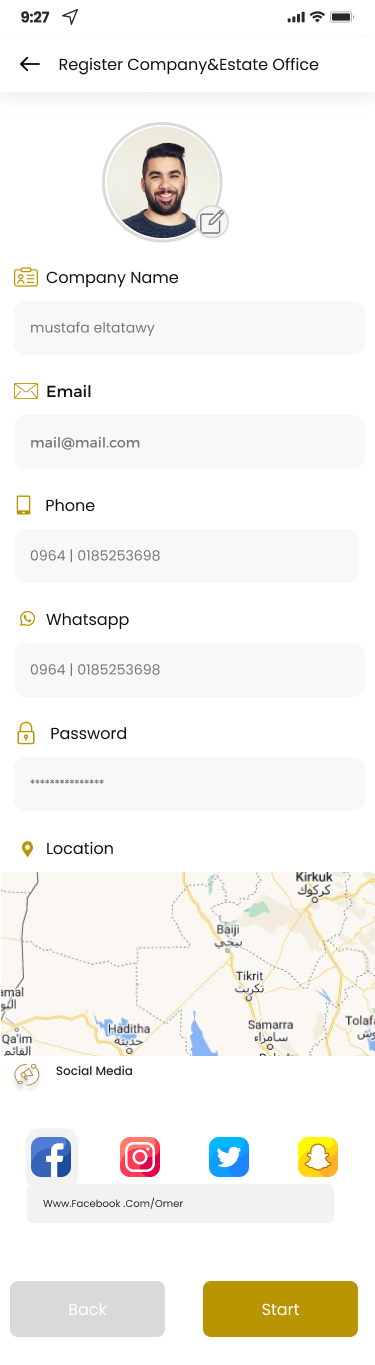 9:27
Register Company&Estate Office
Company Name
mustafa eltatawy
Email
mail@mail.com
Phone
0964 | 0185253698
Whatsapp
0964 | 0185253698
Password
***************
Location
Kirkuk
كركوك
Baiji
بيجي
Tikrit
تكريت
amal
Haditha
حديثة
Samarra
سامراء
Tolaf
Qa'im
القائم
Social Media
Www.Facebook .Com/Omer
Back
Start